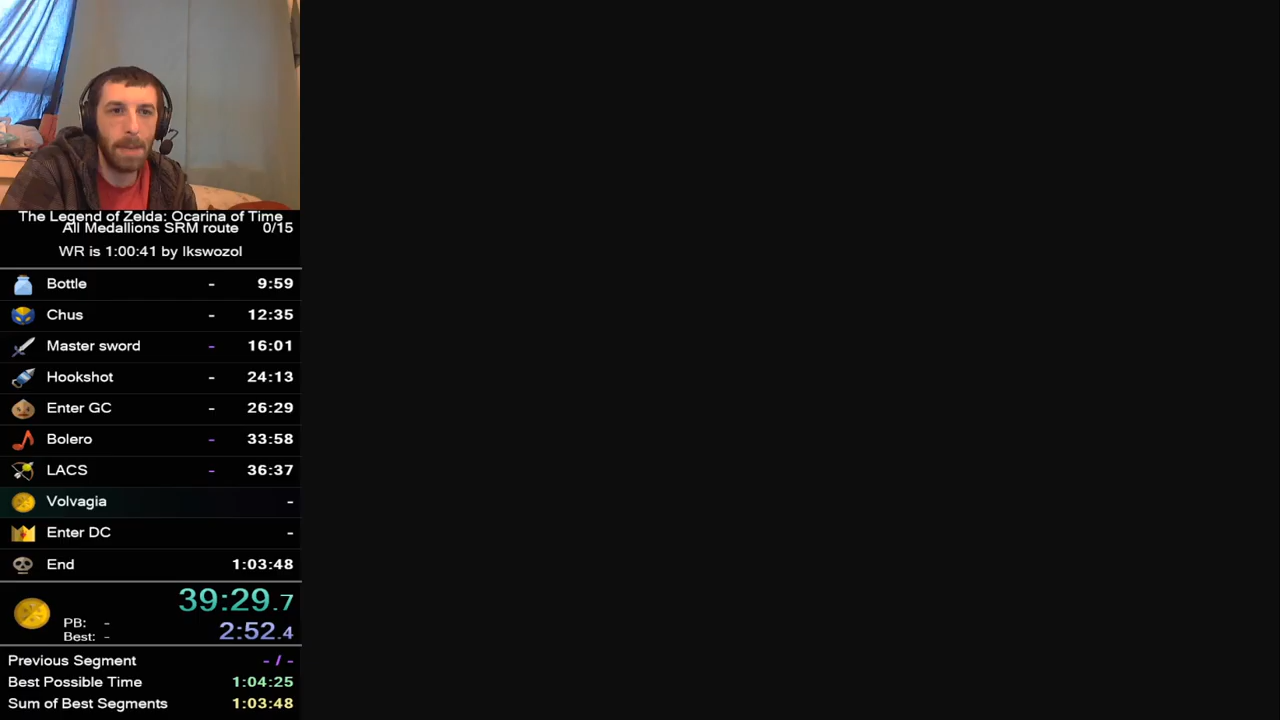 The Legend of Zelda: Ocarina of Time
All Medallions SRM route 0/15
WR is 1:00:41 by Ikswozol
Bottle - 9:59
Chus - 12:35
Master sword - 16:01
Hookshot - 24:13
Enter GC - 26:29
Bolero - 33:58
LACS - 36:37
Volvagia -
Enter DC -
End 1:03:48
39:29.7
PB: -
Best: - 2:52.4
Previous Segment - / -
Best Possible Time 1:04:25
Sum of Best Segments 1:03:48